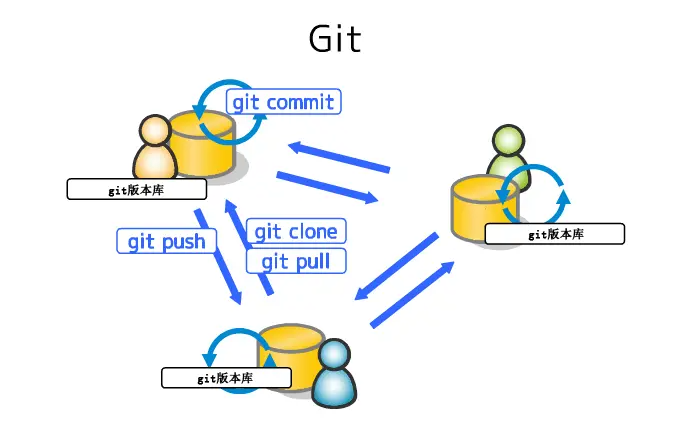 Git
git commit
git版本库
git push
git clone
git pull
git版本库
git版本库